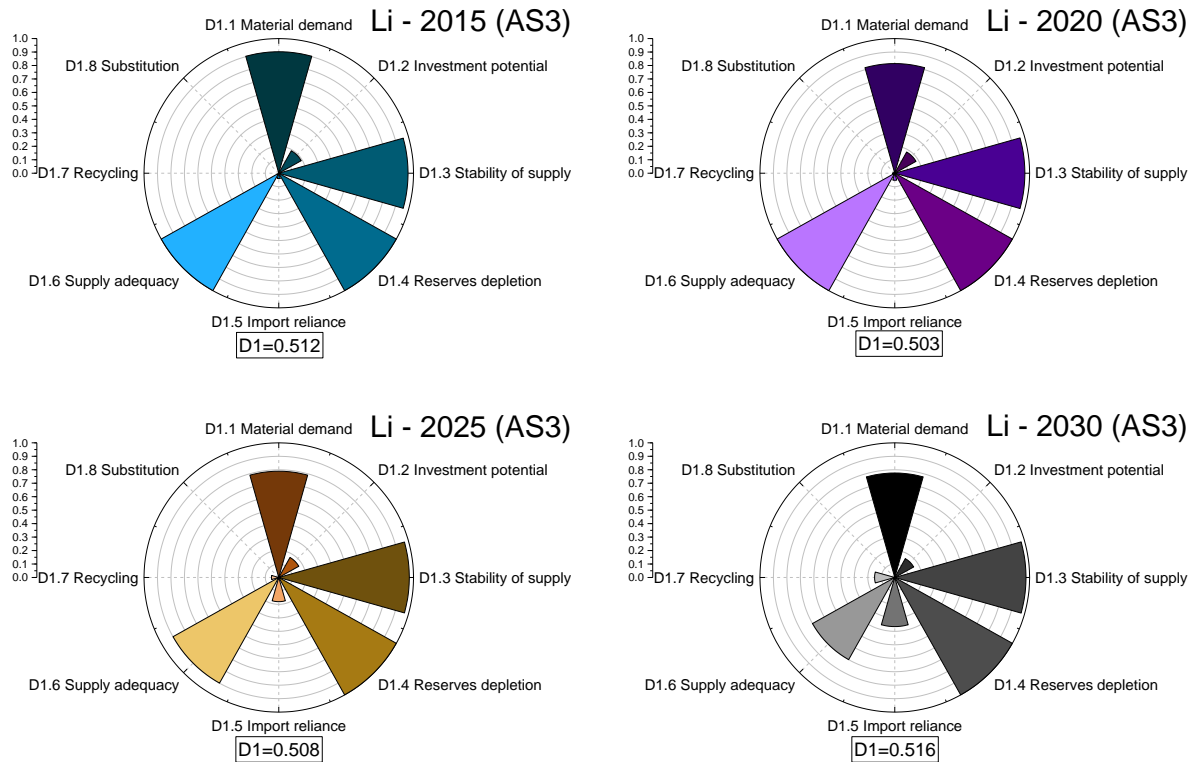 Li - 2015 (AS3)
D1.1 Material demand
D1.8 Substitution
D1.2 Investment potential
D1.7 Recycling
D1.3 Stability of supply
D1.6 Supply adequacy
D1.4 Reserves depletion
D1.5 Import reliance
D1=0.512
1.0
0.9
0.8
0.7
0.6
0.5
0.4
0.3
0.2
0.1
0.0
Li - 2020 (AS3)
D1.1 Material demand
D1.8 Substitution
D1.2 Investment potential
D1.7 Recycling
D1.3 Stability of supply
D1.6 Supply adequacy
D1.4 Reserves depletion
D1.5 Import reliance
D1=0.503
1.0
0.9
0.8
0.7
0.6
0.5
0.4
0.3
0.2
0.1
0.0
Li - 2025 (AS3)
D1.1 Material demand
D1.8 Substitution
D1.2 Investment potential
D1.7 Recycling
D1.3 Stability of supply
D1.6 Supply adequacy
D1.4 Reserves depletion
D1.5 Import reliance
D1=0.508
1.0
0.9
0.8
0.7
0.6
0.5
0.4
0.3
0.2
0.1
0.0
Li - 2030 (AS3)
D1.1 Material demand
D1.8 Substitution
D1.2 Investment potential
D1.7 Recycling
D1.3 Stability of supply
D1.6 Supply adequacy
D1.4 Reserves depletion
D1.5 Import reliance
D1=0.516
1.0
0.9
0.8
0.7
0.6
0.5
0.4
0.3
0.2
0.1
0.0